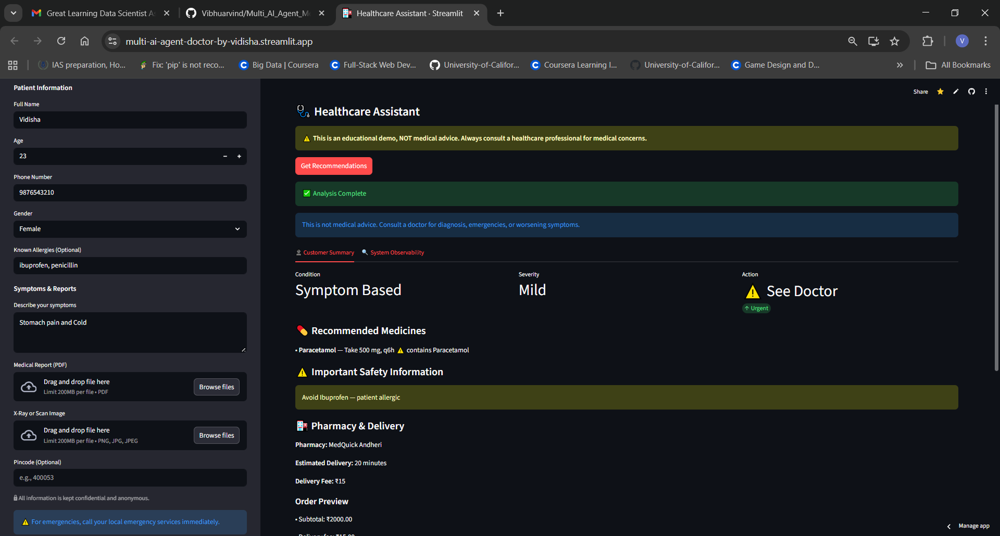 Great Learning Data Scientist As
Vibhuarvind/Multi_AI_Agent_Me
Healthcare Assistant · Streamlit
multi-ai-agent-doctor-by-vidisha.streamlit.app
V
IAS preparation, Ho...
Fix: 'pip' is not reco...
Big Data | Coursera
Full-Stack Web Dev...
University-of-Califor...
Coursera Learning I...
University-of-Califor...
Game Design and D...
All Bookmarks
Patient Information
Full Name
Vidisha
Age
23
Phone Number
9876543210
Gender
Female
Known Allergies (Optional)
ibuprofen, penicillin
Symptoms & Reports
Describe your symptoms
Stomach pain and Cold
Medical Report (PDF)
Drag and drop file here
Limit 200MB per file • PDF
Browse files
X-Ray or Scan Image
Drag and drop file here
Limit 200MB per file • PNG, JPG, JPEG
Browse files
Pincode (Optional)
e.g., 400053
All information is kept confidential and anonymous.
For emergencies, call your local emergency services immediately.
Share
Healthcare Assistant
This is an educational demo, NOT medical advice. Always consult a healthcare professional for medical concerns.
Get Recommendations
Analysis Complete
This is not medical advice. Consult a doctor for diagnosis, emergencies, or worsening symptoms.
Customer Summary
System Observability
Condition
Symptom Based
Severity
Mild
Action
See Doctor
↑ Urgent
Recommended Medicines
• Paracetamol — Take 500 mg, q6h ⚠ contains Paracetamol
Important Safety Information
Avoid Ibuprofen — patient allergic
Pharmacy & Delivery
Pharmacy: MedQuick Andheri
Estimated Delivery: 20 minutes
Delivery Fee: ₹15
Order Preview
• Subtotal: ₹2000.00
• Delivery fee: ₹15.00
Manage app